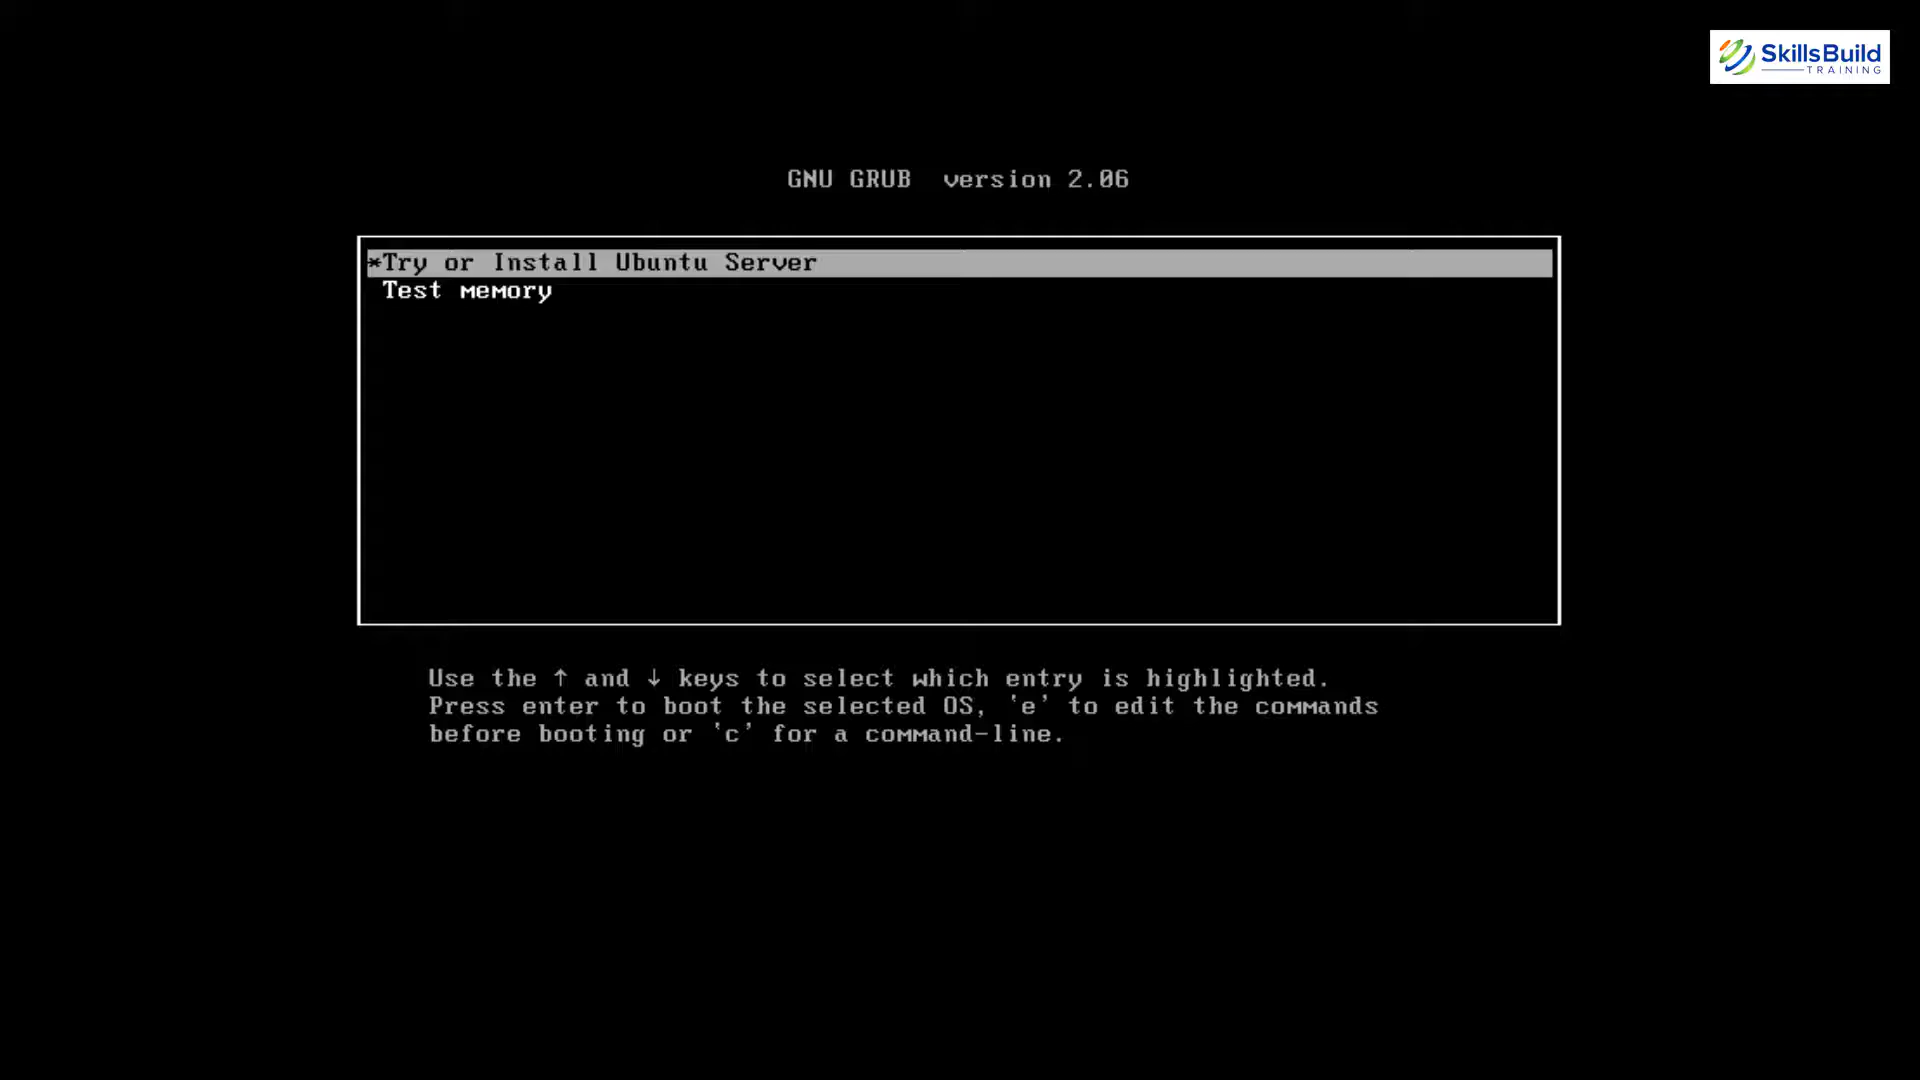 SkillsBuild
TRAINING
GNU GRUB  version 2.06
*Try or Install Ubuntu Server
Test memory
Use the ↑ and ↓ keys to select which entry is highlighted.
Press enter to boot the selected OS, `e' to edit the commands
before booting or `c' for a command-line.